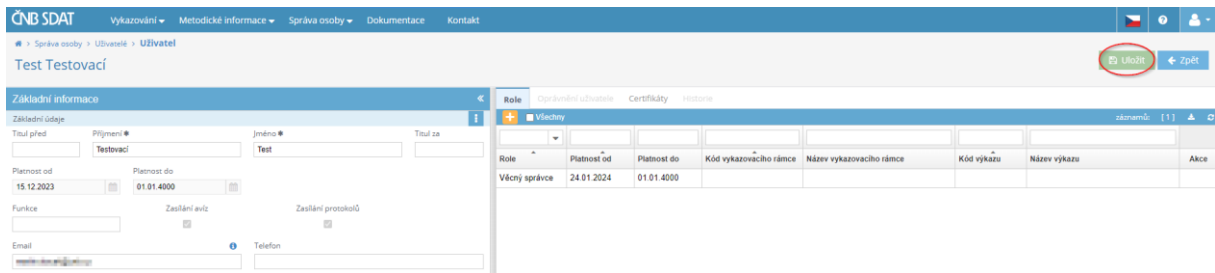 ČNB SDAT Vykazování Metodické informace Správa osoby Dokumentace Kontakt
> Správa osoby > Uživatelé > Uživatel
Test Testovací
Uložit Zpět
Základní informace
Základní údaje
Titul před Příjmení Jméno Titul za
Testovací Test
Platnost od Platnost do
15.12.2023 01.01.4000
Funkce Zasílání avíz Zasílání protokolů
Email Telefon
Role Oprávnění uživatele Certifikáty Historie
Všechny záznamů: [1]
Role Platnost od Platnost do Kód vykazovacího rámce Název vykazovacího rámce Kód výkazu Název výkazu Akce
Věcný správce 24.01.2024 01.01.4000